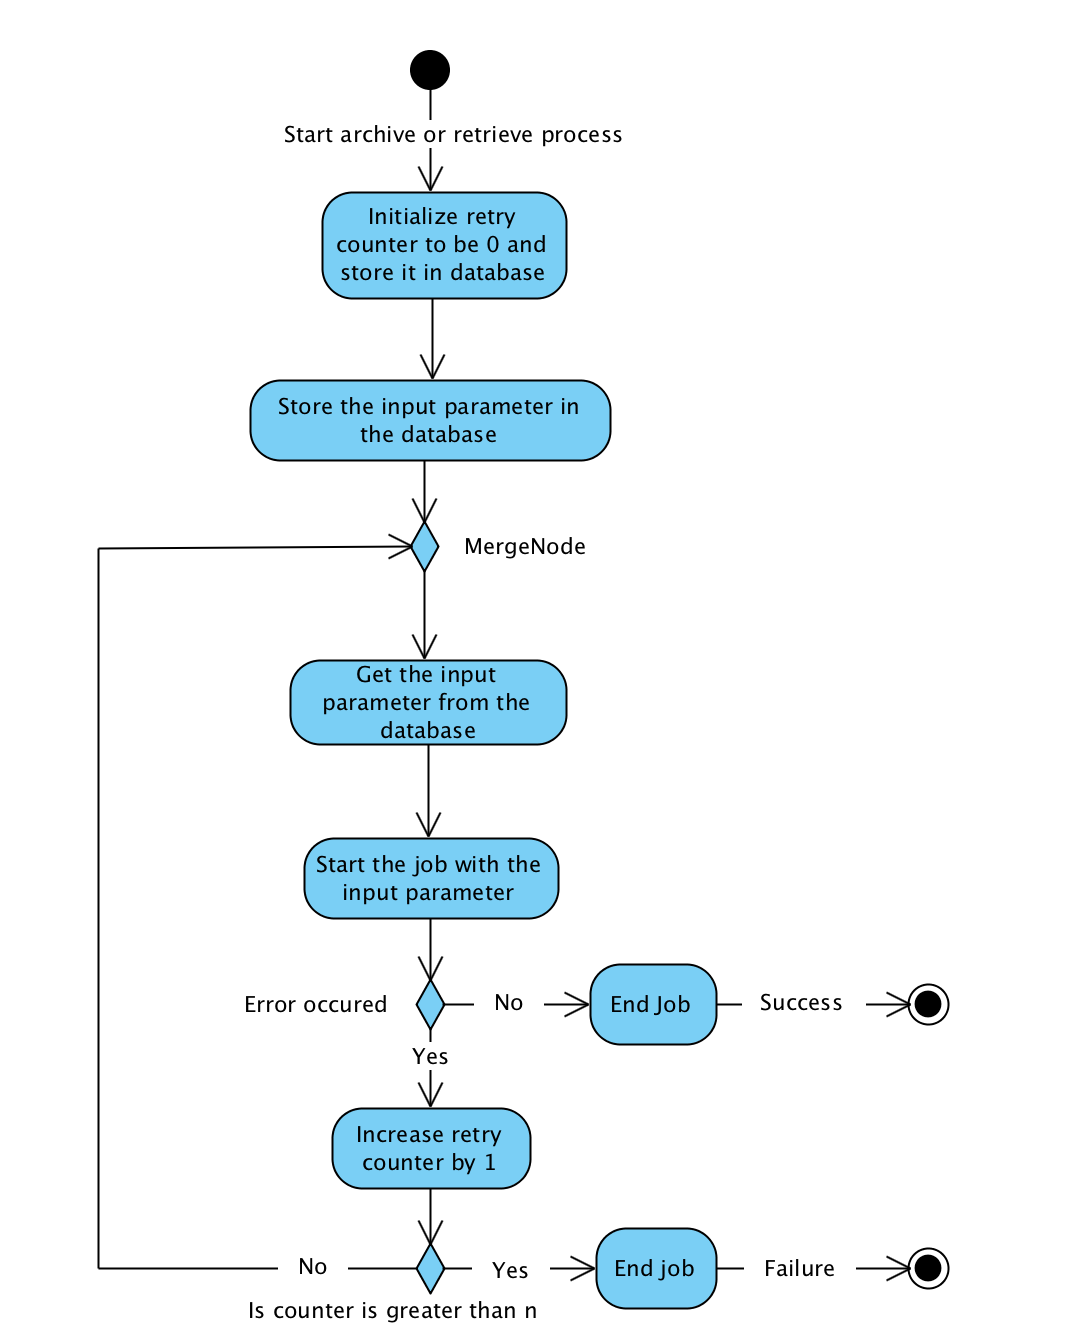 Start archive or retrieve process
Initialize retry
counter to be 0 and
store it in database
Store the input parameter in
the database
MergeNode
Get the input
parameter from the
database
Start the job with the
input parameter
Error occured
No
End Job
Success
Yes
Increase retry
counter by 1
No
Yes
End job
Failure
Is counter is greater than n